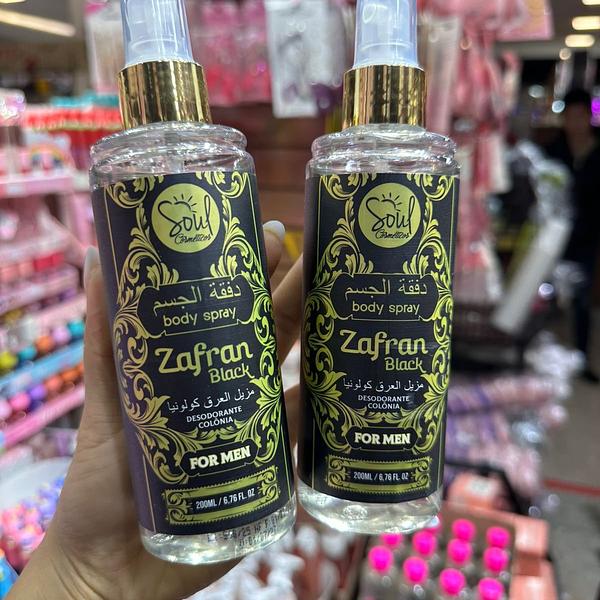 Soul
Cosméticos
دفقة الجسم
body spray
Zafran
Black
مزيل العرق كولونيا
DESODORANTE
COLÔNIA
FOR MEN
200ML / 6,76 FL. OZ
Soul
Cosméticos
دفقة الجسم
body spray
Zafran
Black
مزيل العرق كولونيا
DESODORANTE
COLÔNIA
FOR MEN
200ML / 6,76 FL. OZ